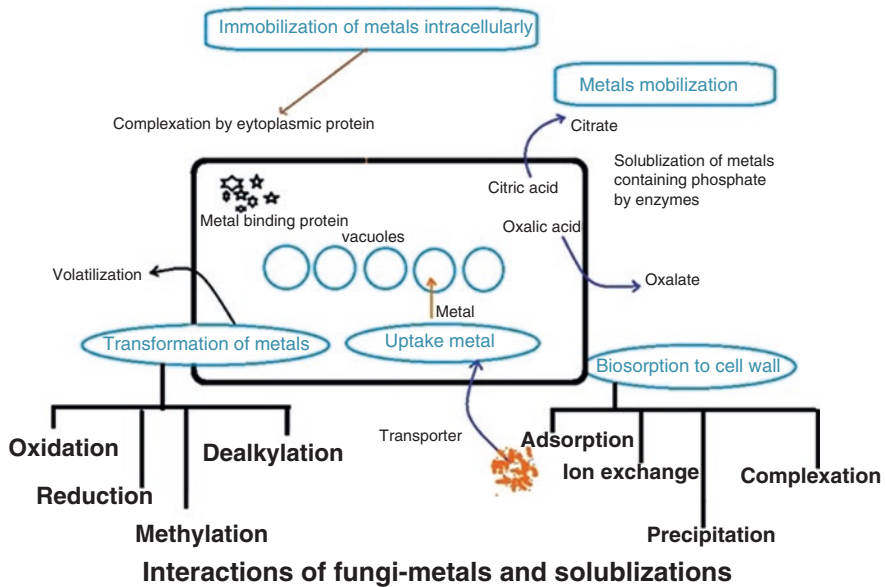 Immobilization of metals intracellularly
Metals mobilization
Complexation by eytoplasmic protein
Citrate
Solublization of metals
containing phosphate
by enzymes
Citric acid
Metal binding protein
Oxalic acid
vacuoles
Volatilization
Oxalate
Metal
Transformation of metals
Uptake metal
Biosorption to cell wall
Transporter
Oxidation
Dealkylation
Reduction
Methylation
Adsorption
Ion exchange
Complexation
Precipitation
Interactions of fungi-metals and solublizations